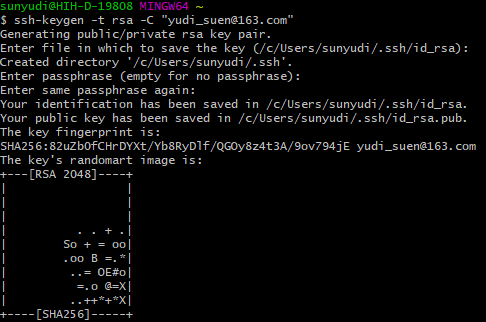 sunyudi@HIH-D-19808 MINGW64 ~
$ ssh-keygen -t rsa -C "yudi_suen@163.com"
Generating public/private rsa key pair.
Enter file in which to save the key (/c/Users/sunyudi/.ssh/id_rsa):
Created directory '/c/Users/sunyudi/.ssh'.
Enter passphrase (empty for no passphrase):
Enter same passphrase again:
Your identification has been saved in /c/Users/sunyudi/.ssh/id_rsa.
Your public key has been saved in /c/Users/sunyudi/.ssh/id_rsa.pub.
The key fingerprint is:
SHA256:82uZbOfCHrDYXt/Yb8RyDlf/QGOy8z4t3A/9ov794jE yudi_suen@163.com
The key's randomart image is:
+---[RSA 2048]----+
|                 |
|                 |
|                 |
|          . . + .|
|        So + = oo|
|        .oo B =.*|
|         ..= OE#o|
|          =.o @=X|
|         ..++*+*X|
+----[SHA256]-----+